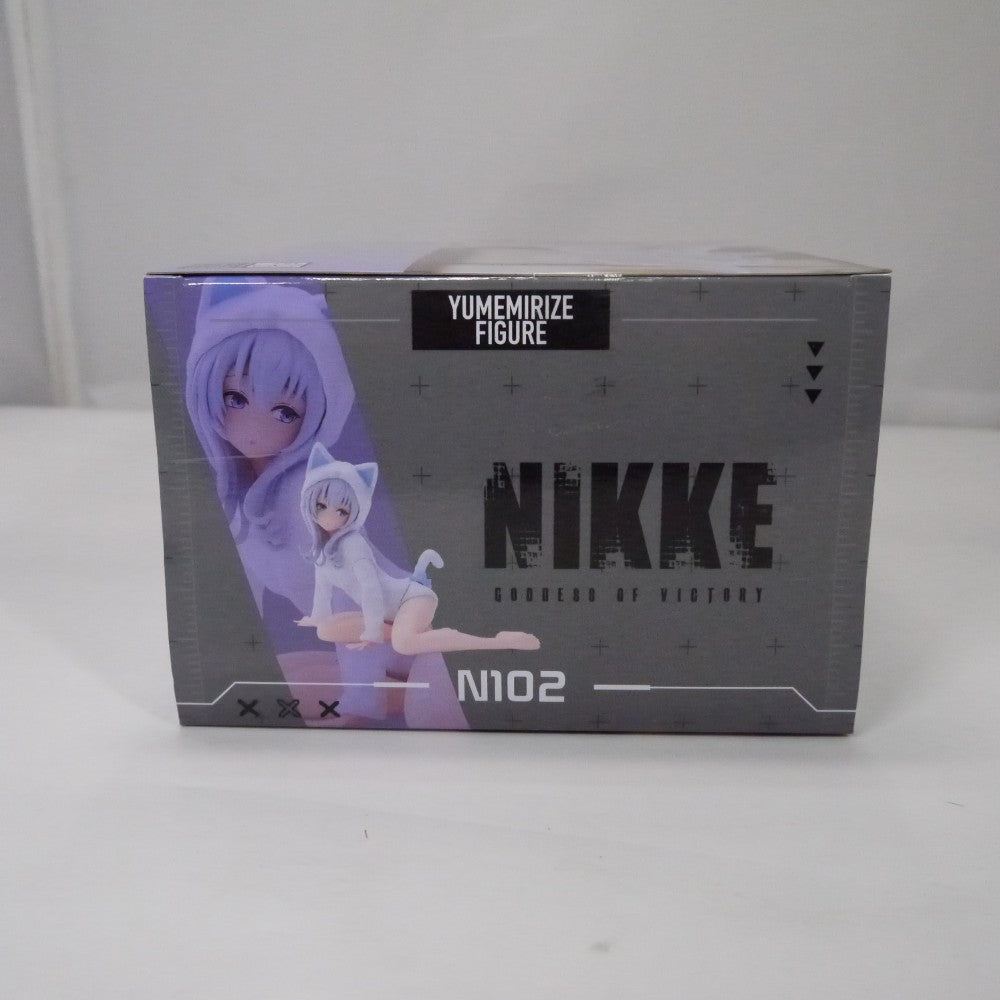 YUMEMIRIZE
FIGURE
NIKKE
GODDESS OF VICTORY
N102